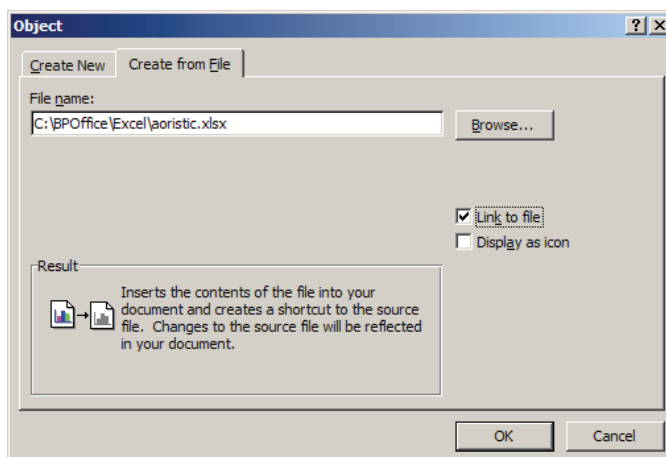 Object
Create New
Create from File
File name:
C:\BPOffice\Excel\aoristic.xlsx
Browse...
Link to file
Display as icon
Result
Inserts the contents of the file into your
document and creates a shortcut to the source
file. Changes to the source file will be reflected
in your document.
OK
Cancel